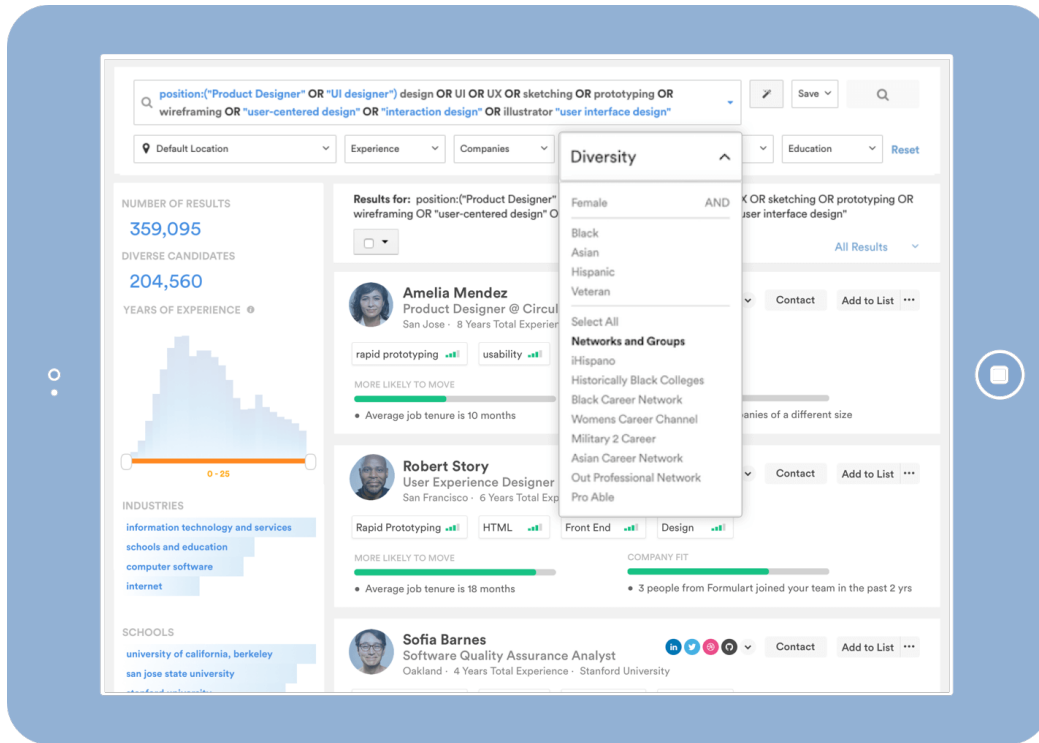 position:("Product Designer" OR "UI designer") design OR UI OR UX OR sketching OR prototyping OR
wireframing OR "user-centered design" OR "interaction design" OR illustrator "user interface design"
Save
Default Location
Experience
Companies
Diversity
Education
Reset
NUMBER OF RESULTS
359,095
DIVERSE CANDIDATES
204,560
YEARS OF EXPERIENCE
0 - 25
INDUSTRIES
information technology and services
schools and education
computer software
internet
SCHOOLS
university of california, berkeley
san jose state university
Results for: position:("Product Designer" X OR sketching OR prototyping OR
wireframing OR "user-centered design" O user interface design"
All Results
Female AND
Black
Asian
Hispanic
Veteran
Select All
Networks and Groups
iHispano
Historically Black Colleges
Black Career Network
Womens Career Channel
Military 2 Career
Asian Career Network
Out Professional Network
Pro Able
Amelia Mendez
Product Designer @ Circul
San Jose · 8 Years Total Experien
Contact
Add to List
rapid prototyping
usability
MORE LIKELY TO MOVE
• Average job tenure is 10 months
anies of a different size
Robert Story
User Experience Designer
San Francisco · 6 Years Total Exp
Contact
Add to List
Rapid Prototyping
HTML
Front End
Design
MORE LIKELY TO MOVE
COMPANY FIT
• Average job tenure is 18 months
• 3 people from Formulart joined your team in the past 2 yrs
Sofia Barnes
Software Quality Assurance Analyst
Oakland · 4 Years Total Experience · Stanford University
in
Contact
Add to List